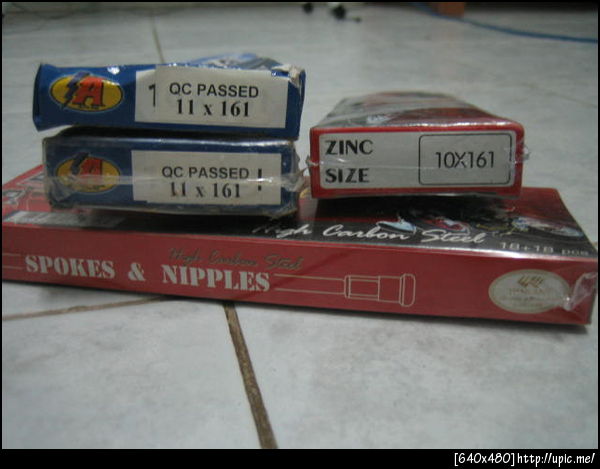 A
1 QC PASSED
11 x 161
A
QC PASSED !
11 x 161
ZINC
SIZE
10X161
High Carbon Steel
18+18 pcs
High Carbon Steel
SPOKES & NIPPLES
[640x480]http://upic.me/